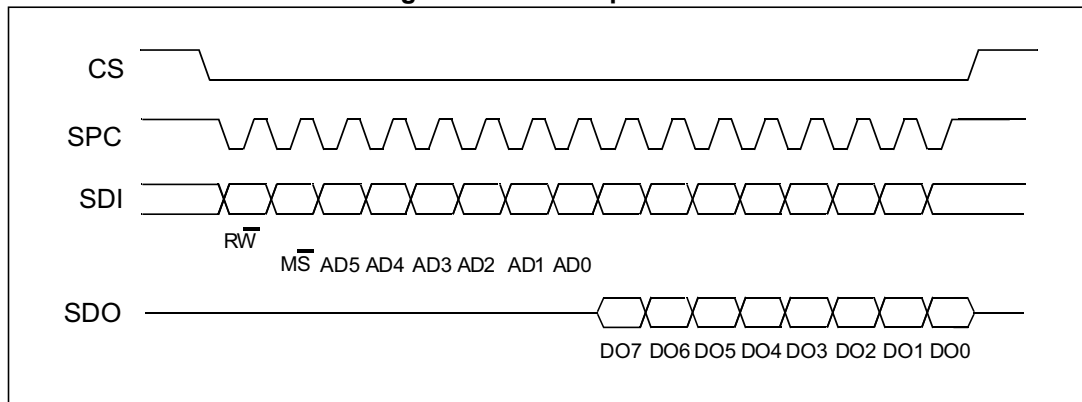 CS
SPC
SDI
RW̅
MS̅ AD5 AD4 AD3 AD2 AD1 AD0
SDO
DO7 DO6 DO5 DO4 DO3 DO2 DO1 DO0